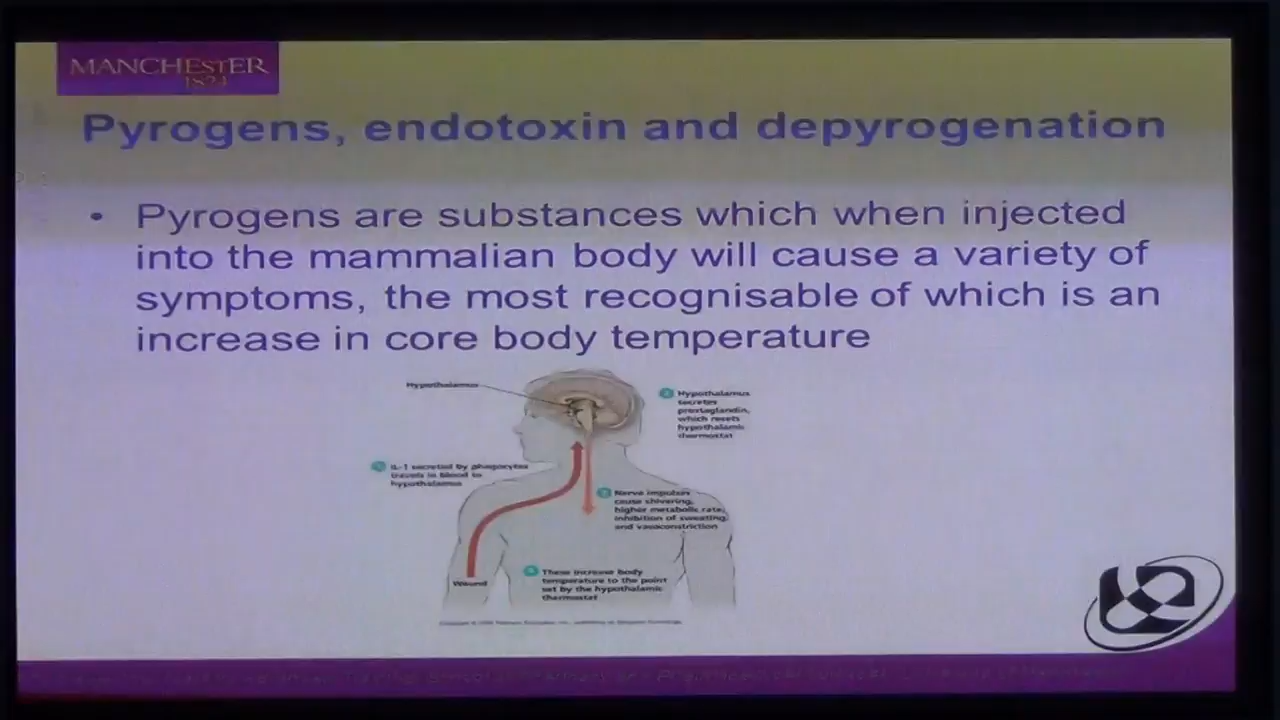 MANCHESTER
1824
Pyrogens, endotoxin and depyrogenation
• Pyrogens are substances which when injected
into the mammalian body will cause a variety of
symptoms, the most recognisable of which is an
increase in core body temperature
Hypothalamus
2 Hypothalamus
secretes
prostaglandin,
which resets
hypothalamic
thermostat
1 IL-1 secreted by phagocytes
travels in blood to
hypothalamus
3 Nerve impulses
cause shivering,
higher metabolic rate,
inhibition of sweating,
and vasoconstriction
Wound
4 These increase body
temperature to the point
set by the hypothalamic
thermostat